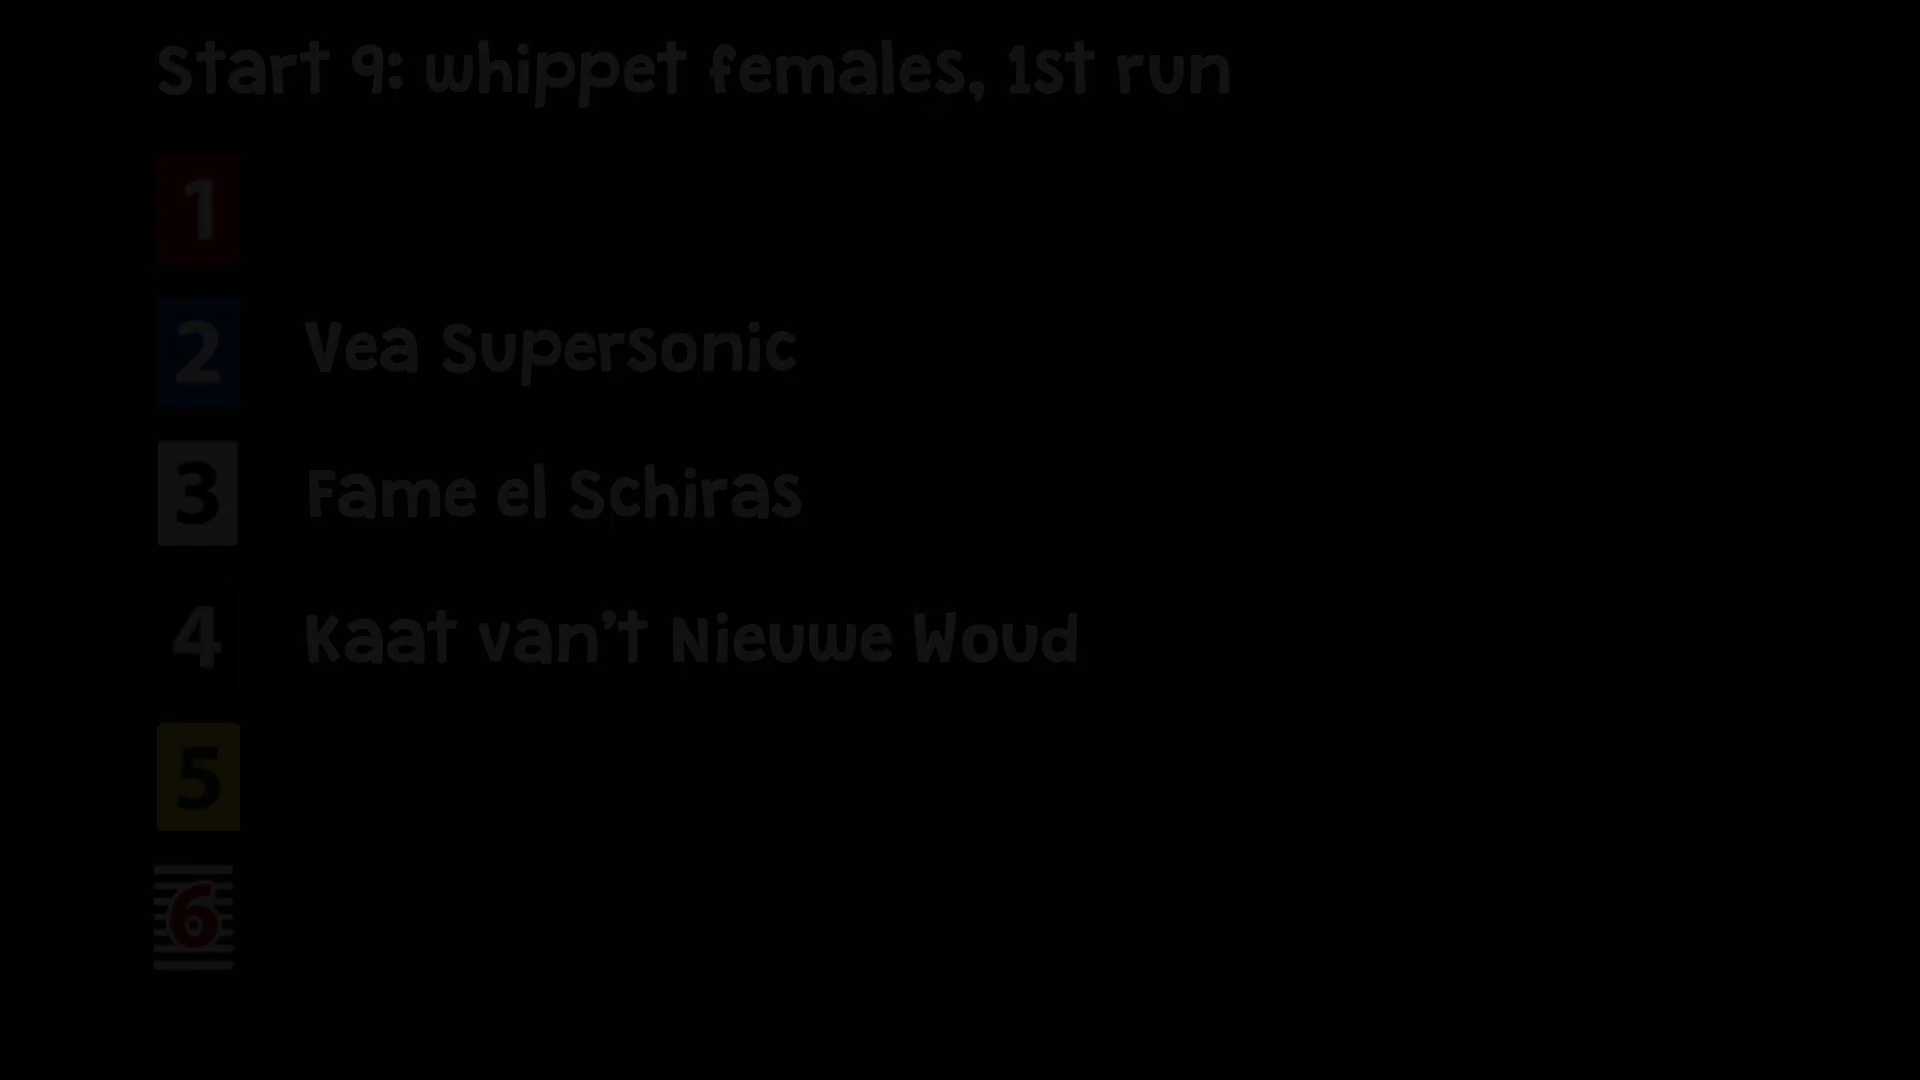 Start 9: whippet females, 1st run
1
2 Vea Supersonic
3 Fame el Schiras
4 Kaat van't Nieuwe Woud
5
6